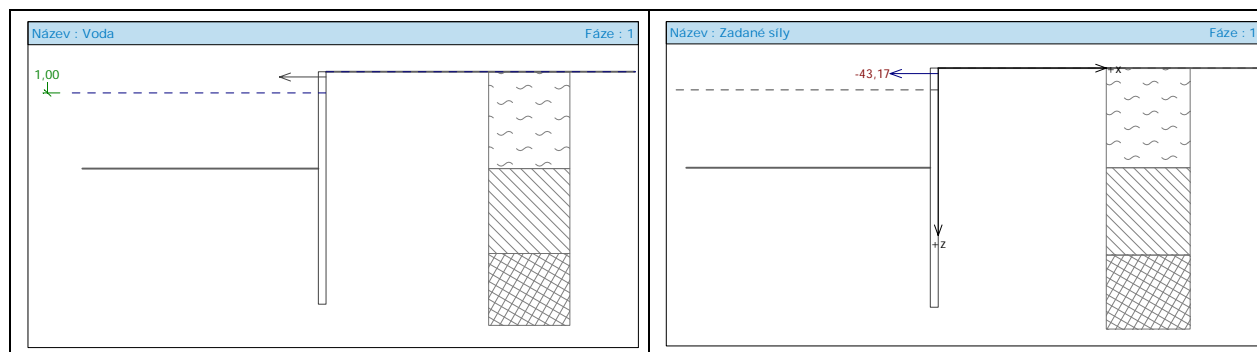 Název : Voda Fáze : 1
1,00
Název : Zadané síly Fáze : 1
-43,17
+x
+z